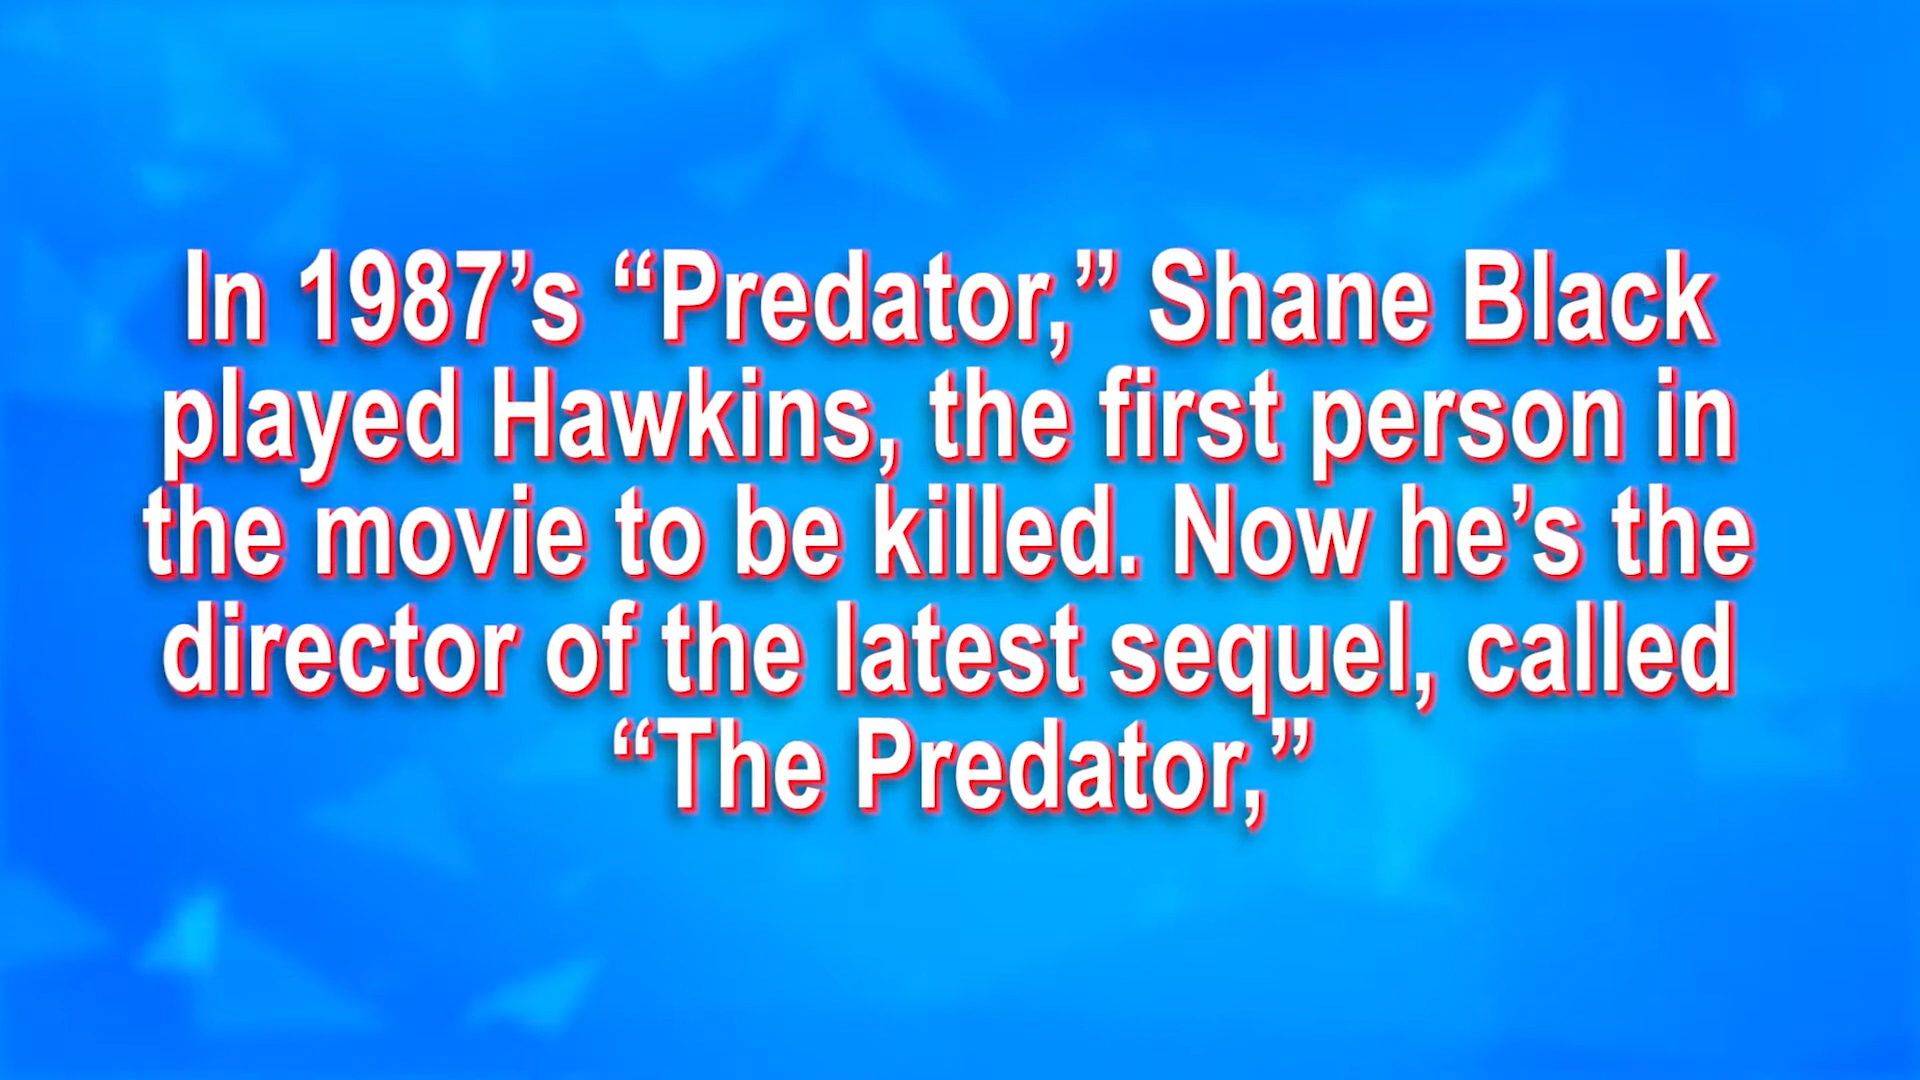 In 1987’s “Predator,” Shane Black
played Hawkins, the first person in
the movie to be killed. Now he’s the
director of the latest sequel, called
“The Predator,”